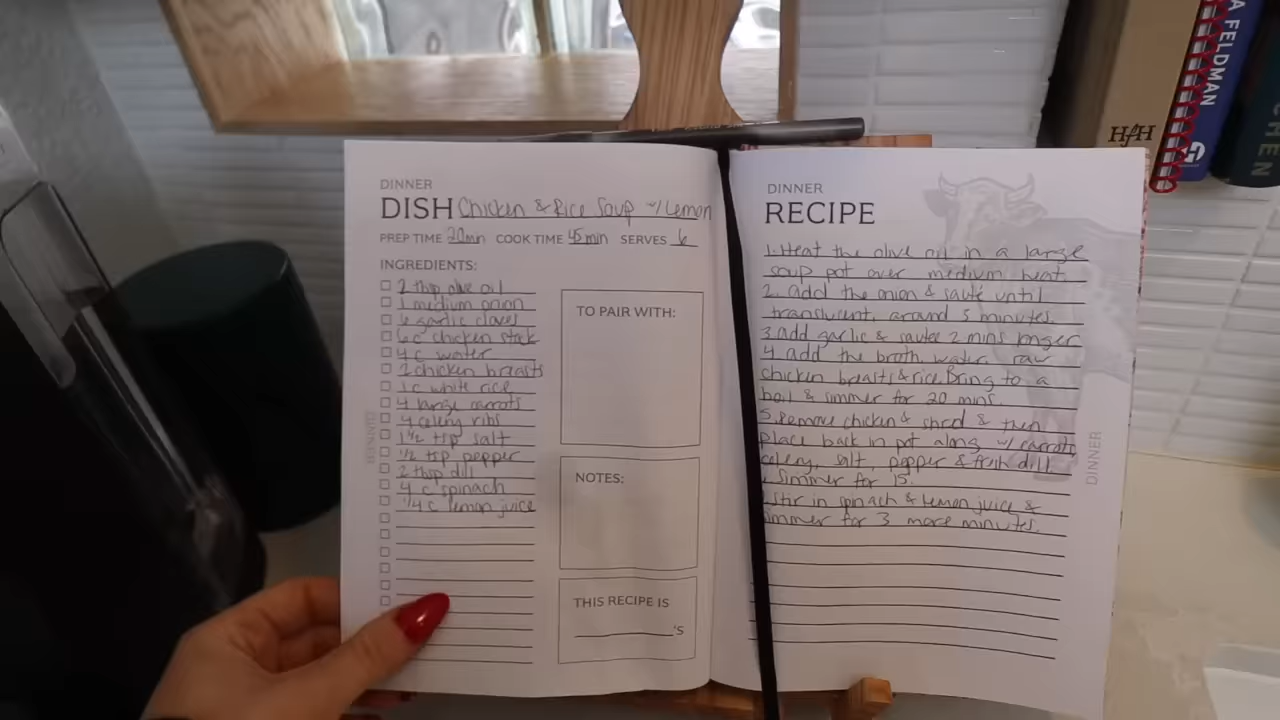 DINNER
DISH Chicken & Rice Soup w/ Lemon
PREP TIME 20min COOK TIME 45 min SERVES 6
INGREDIENTS:
2 tbsp olive oil
1 medium onion
6 garlic cloves
6 c chicken stock
4 c water
2 chicken breasts
1 c white rice
4 large carrots
4 celery ribs
1 1/2 tsp salt
1/2 tsp pepper
2 tbsp dill
4 c spinach
1/4 c lemon juice
TO PAIR WITH:
NOTES:
THIS RECIPE IS
'S
DINNER
DINNER
RECIPE
1. Heat the olive oil in a large
soup pot over medium heat
2. add the onion & sauté until
translucent, around 5 minutes.
3 add garlic & sautee 2 mins longer
4 add the broth, water, raw
chicken breasts & rice. Bring to a
boil & simmer for 20 mins
5. Remove chicken & shred & then
place back in pot along w/ carrots,
celery, salt, pepper & fresh dill
simmer for 15.
stir in spinach & lemon juice &
simmer for 3 more minutes.
DINNER
H&H
A FELDMAN